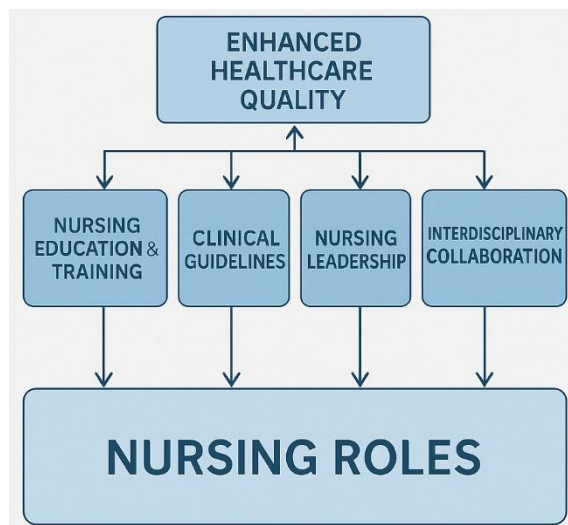 ENHANCED
HEALTHCARE
QUALITY
NURSING
EDUCATION &
TRAINING
CLINICAL
GUIDELINES
NURSING
LEADERSHIP
INTERDISCIPLINARY
COLLABORATION
NURSING ROLES